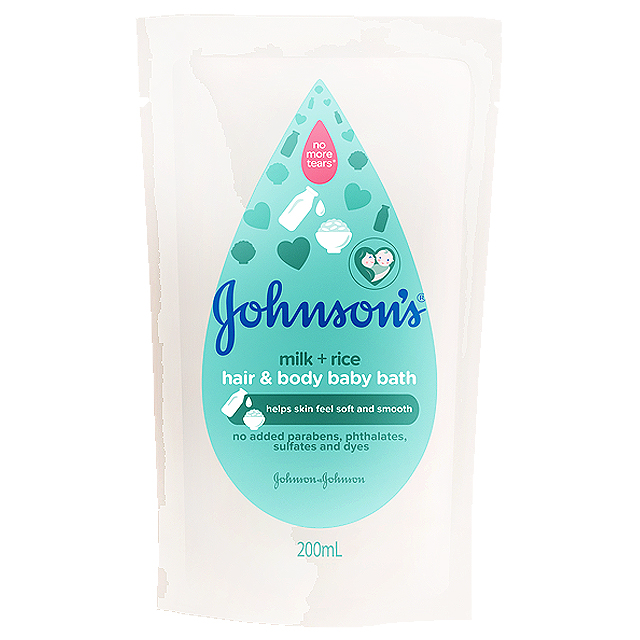 no
more
tears*
Johnson's®
milk + rice
hair & body baby bath
helps skin feel soft and smooth
no added parabens, phthalates,
sulfates and dyes
Johnson & Johnson
200mL